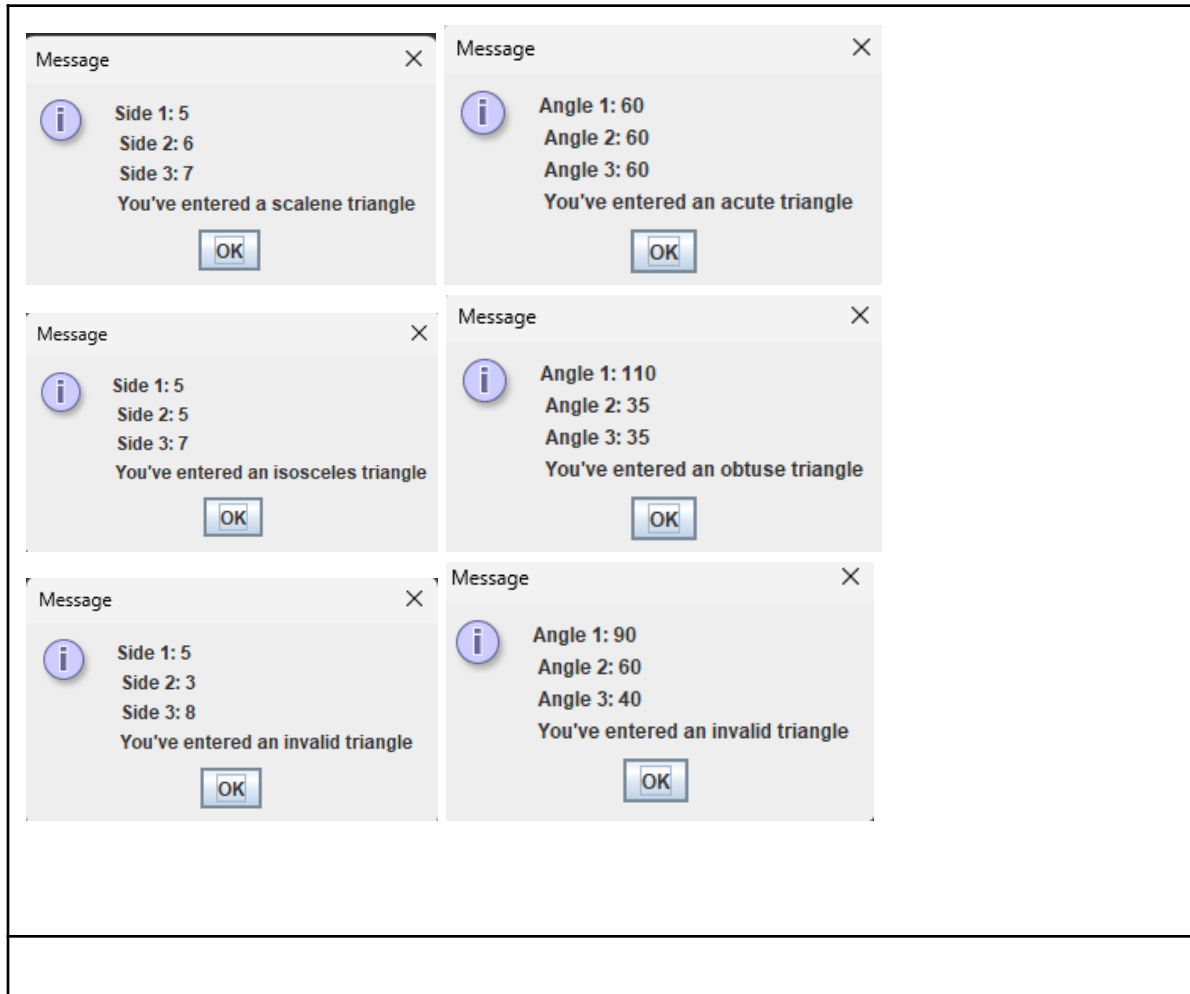 Message
Side 1: 5
Side 2: 6
Side 3: 7
You've entered a scalene triangle
OK
Message
Angle 1: 60
Angle 2: 60
Angle 3: 60
You've entered an acute triangle
OK
Message
Side 1: 5
Side 2: 5
Side 3: 7
You've entered an isosceles triangle
OK
Message
Angle 1: 110
Angle 2: 35
Angle 3: 35
You've entered an obtuse triangle
OK
Message
Side 1: 5
Side 2: 3
Side 3: 8
You've entered an invalid triangle
OK
Message
Angle 1: 90
Angle 2: 60
Angle 3: 40
You've entered an invalid triangle
OK